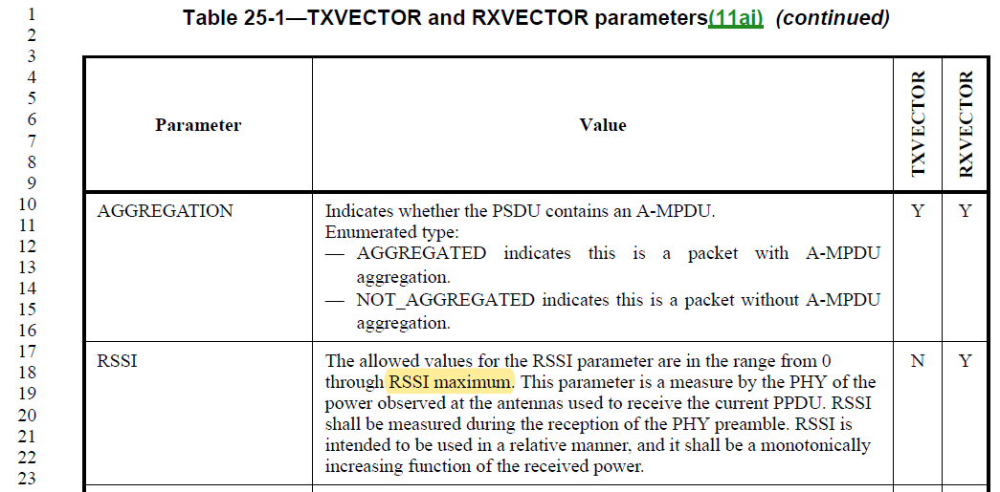 Table 25-1—TXVECTOR and RXVECTOR parameters(11aj) (continued)
1
2
3
4
5
6
7
8
9
10
11
12
13
14
15
16
17
18
19
20
21
22
23
Parameter
Value
TXVECTOR
RXVECTOR
AGGREGATION
Indicates whether the PSDU contains an A-MPDU.
Enumerated type:
— AGGREGATED indicates this is a packet with A-MPDU
aggregation.
— NOT_AGGREGATED indicates this is a packet without A-MPDU
aggregation.
Y
Y
RSSI
The allowed values for the RSSI parameter are in the range from 0
through RSSI maximum. This parameter is a measure by the PHY of the
power observed at the antennas used to receive the current PPDU. RSSI
shall be measured during the reception of the PHY preamble. RSSI is
intended to be used in a relative manner, and it shall be a monotonically
increasing function of the received power.
N
Y